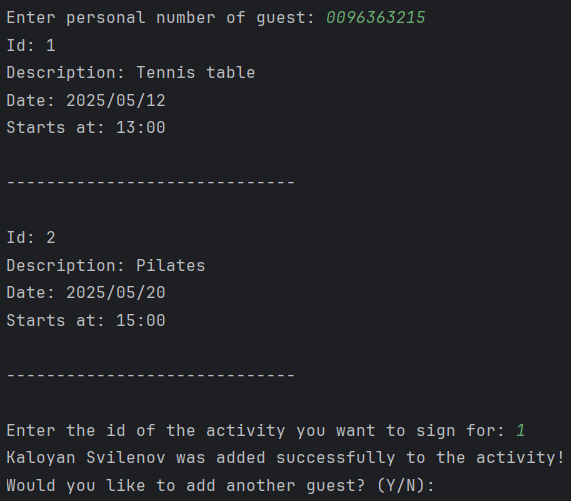 Enter personal number of guest: 0096363215
Id: 1
Description: Tennis table
Date: 2025/05/12
Starts at: 13:00
-----------------------------
Id: 2
Description: Pilates
Date: 2025/05/20
Starts at: 15:00
-----------------------------
Enter the id of the activity you want to sign for: 1
Kaloyan Svilenov was added successfully to the activity!
Would you like to add another guest? (Y/N):